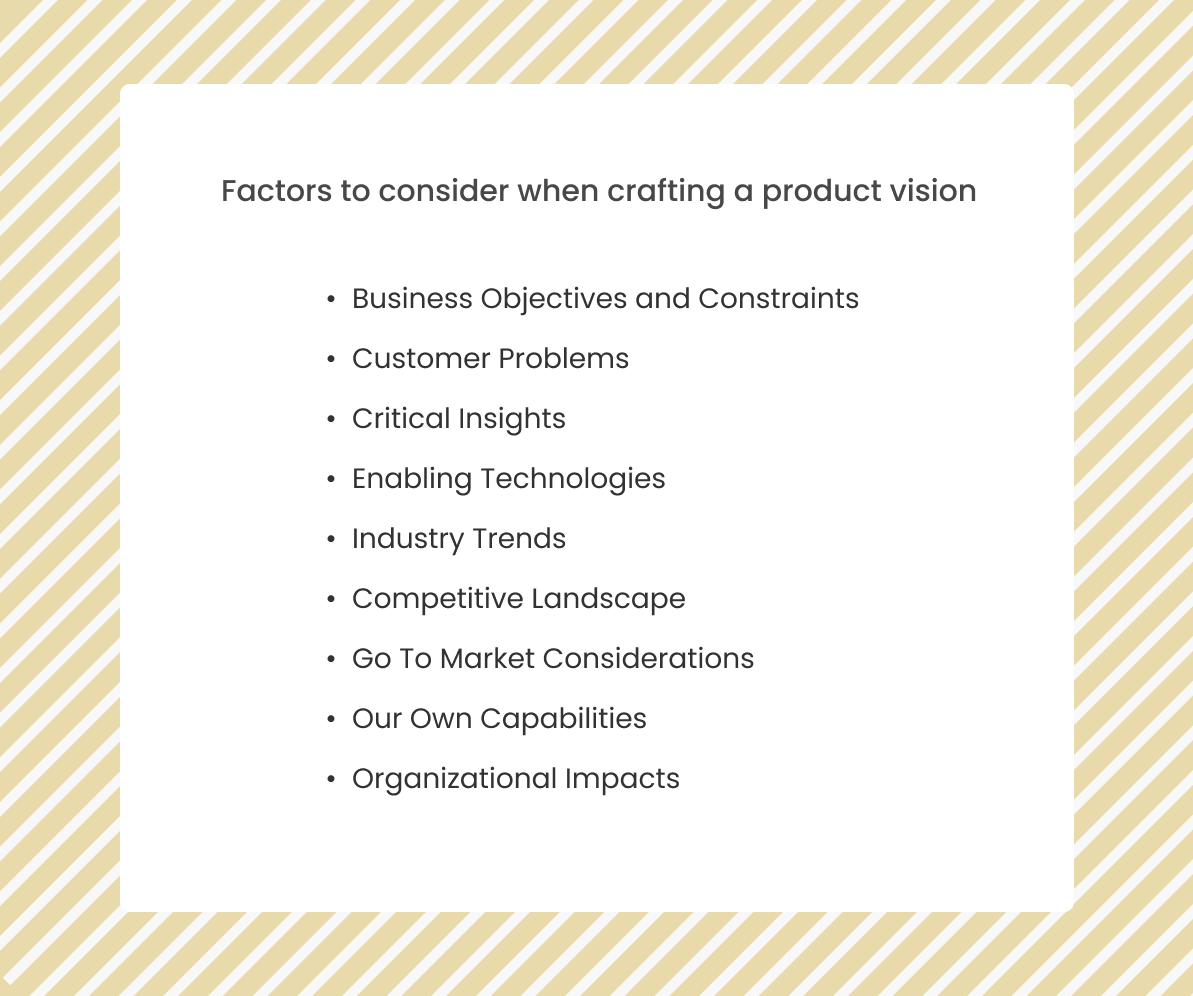 Factors to consider when crafting a product vision
• Business Objectives and Constraints
• Customer Problems
• Critical Insights
• Enabling Technologies
• Industry Trends
• Competitive Landscape
• Go To Market Considerations
• Our Own Capabilities
• Organizational Impacts